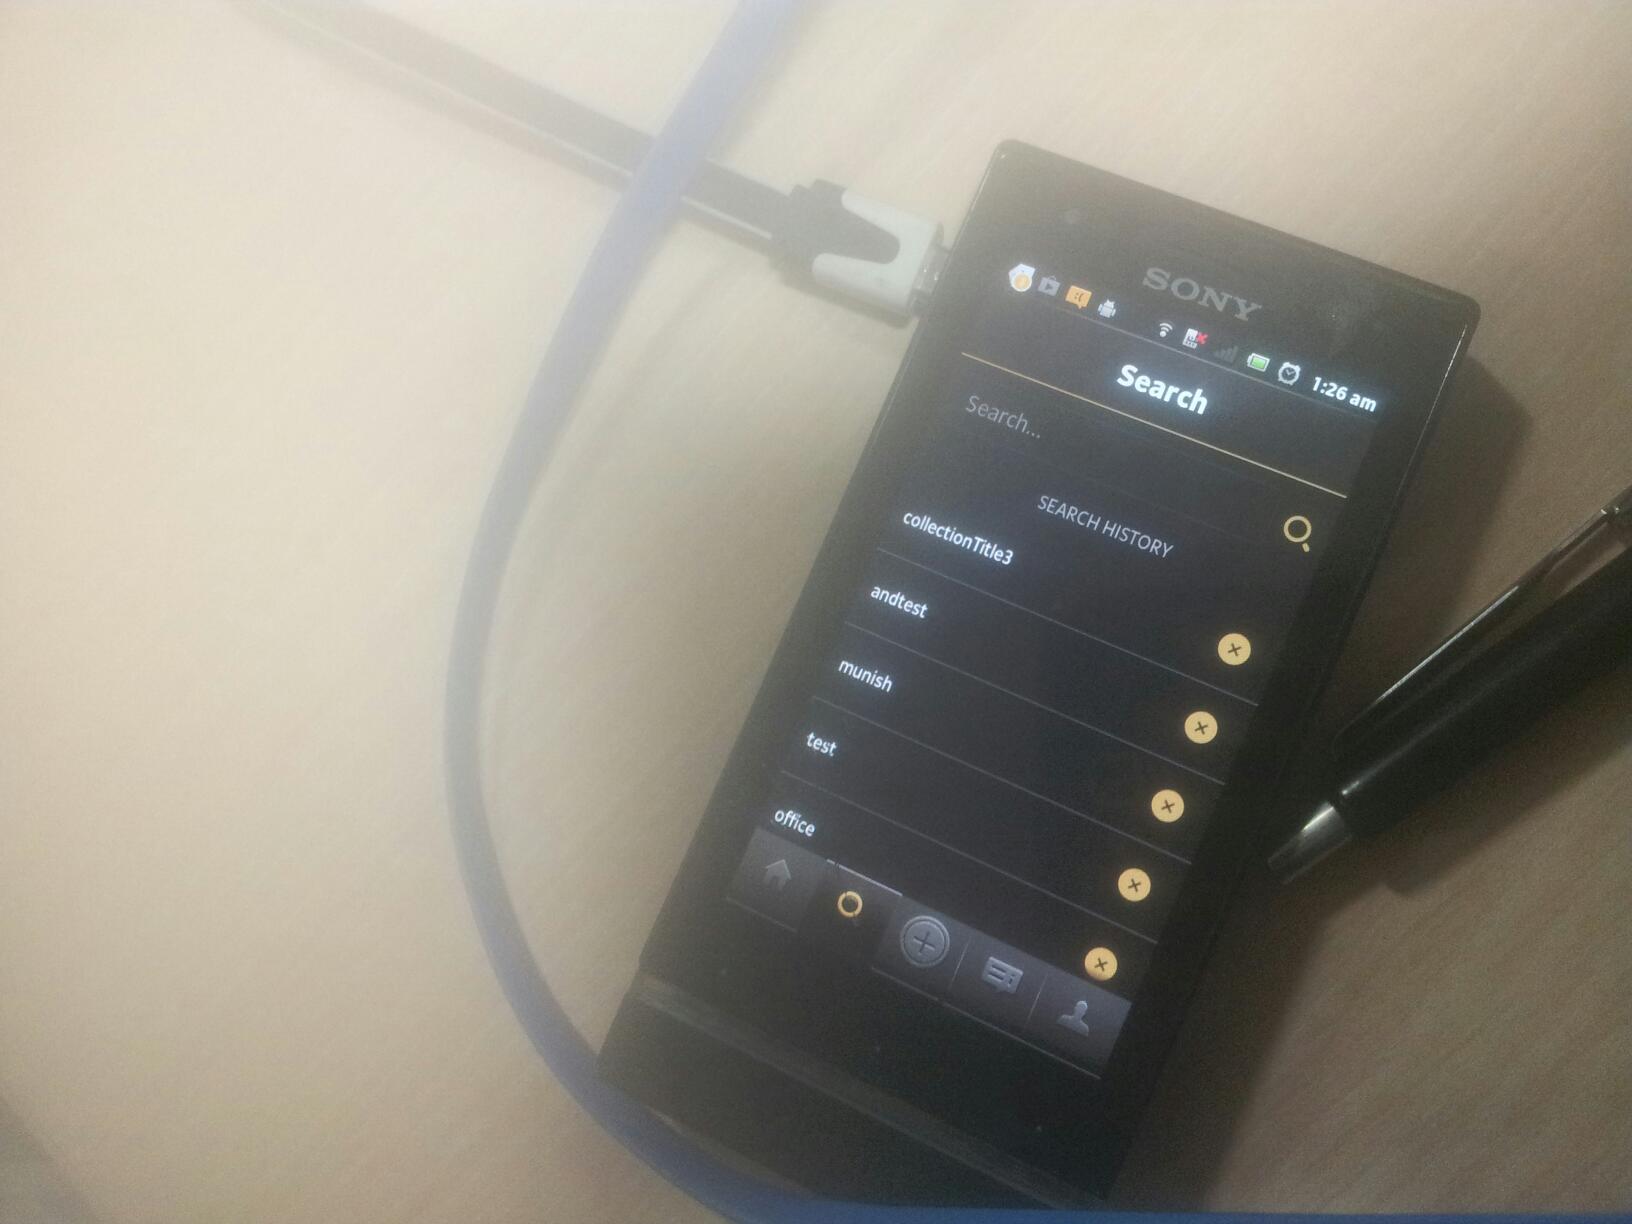 SONY
1:26 am
Search
Search...
SEARCH HISTORY
collectionTitle3
andtest
munish
test
office